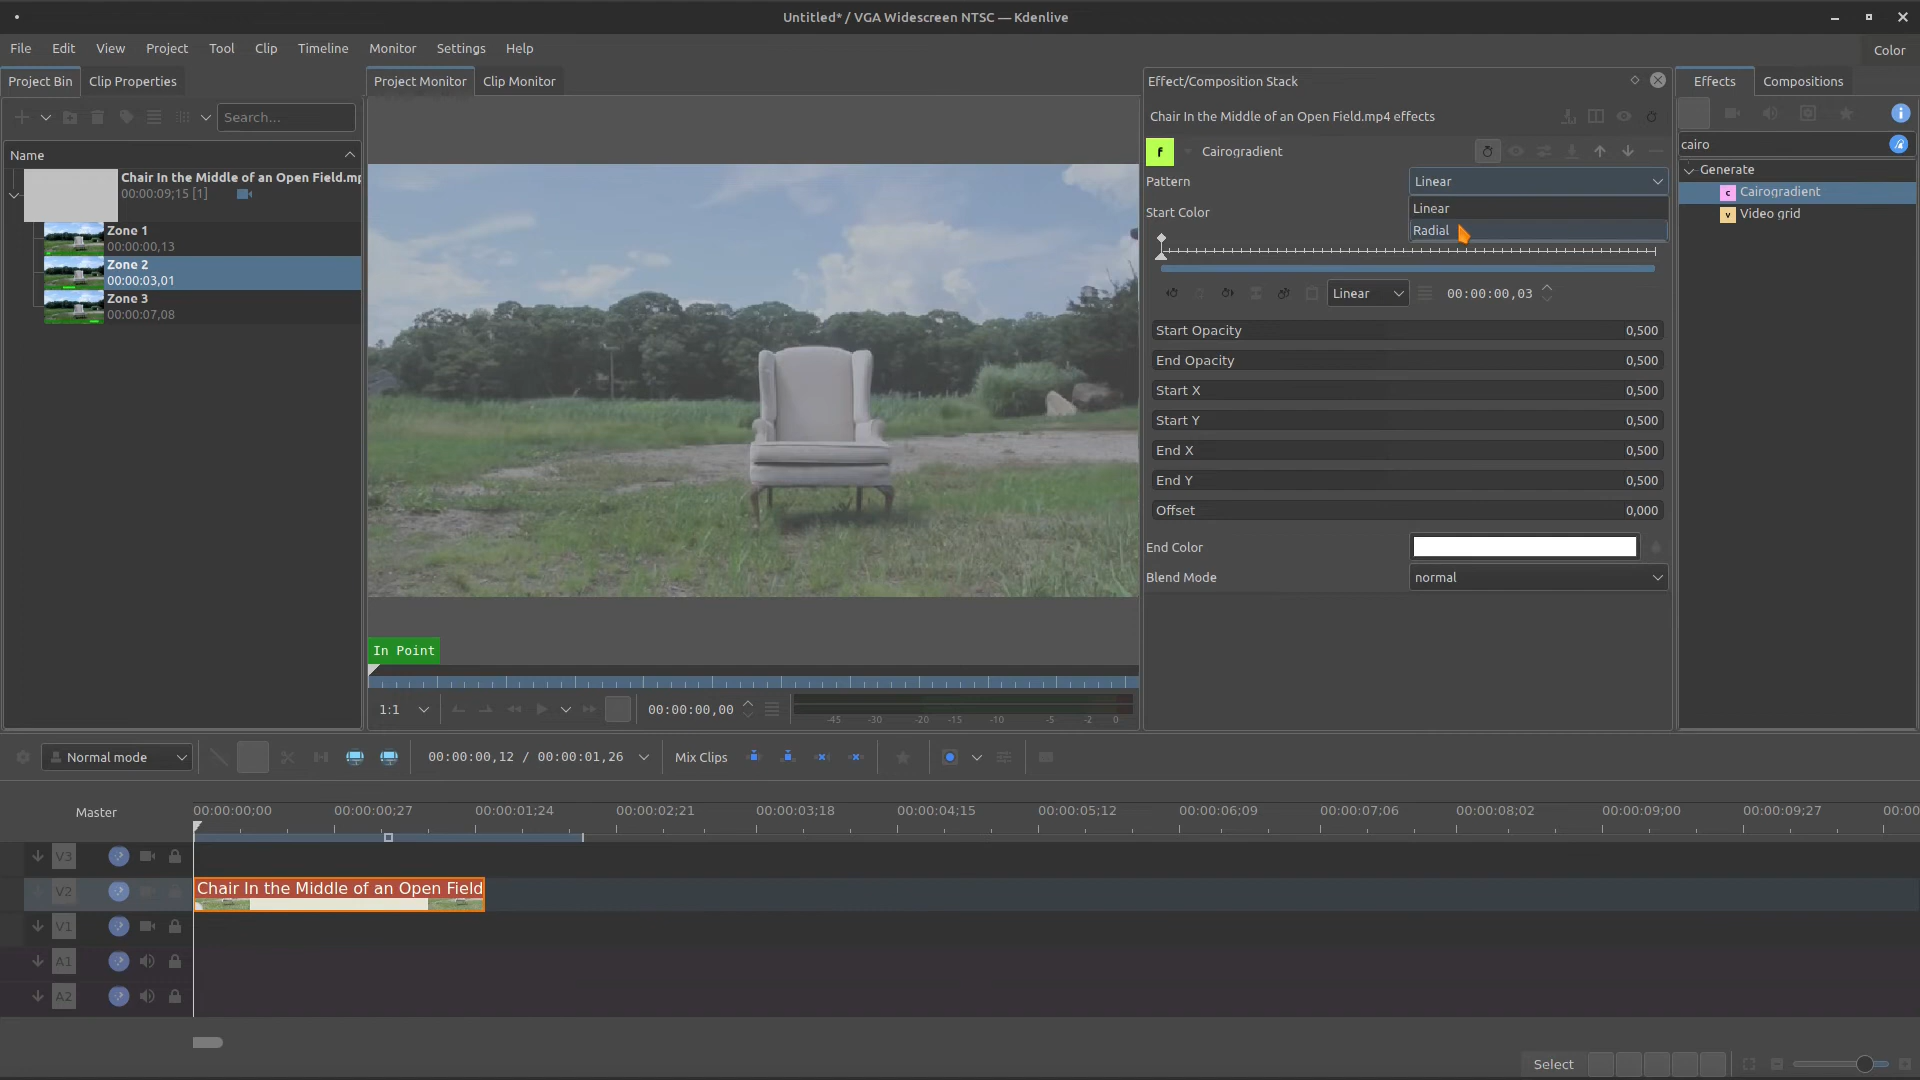 Untitled* / VGA Widescreen NTSC — Kdenlive
File Edit View Project Tool Clip Timeline Monitor Settings Help
Color
Project Bin Clip Properties
Search...
Name
Chair In the Middle of an Open Field.mp
00:00:09;15 [1]
Zone 1
00:00:00,13
Zone 2
00:00:03,01
Zone 3
00:00:07,08
Project Monitor Clip Monitor
In Point
1:1
00:00:00,00
-45 -30 -20 -15 -10 -5 -2 0
Effect/Composition Stack
Chair In the Middle of an Open Field.mp4 effects
f Cairogradient
Pattern Linear
Linear
Start Color
Radial
Linear 00:00:00,03
Start Opacity 0,500
End Opacity 0,500
Start X 0,500
Start Y 0,500
End X 0,500
End Y 0,500
Offset 0,000
End Color
Blend Mode normal
Effects Compositions
cairo
Generate
c Cairogradient
v Video grid
Normal mode
00:00:00,12 / 00:00:01,26
Mix Clips
Master
00:00:00;00 00:00:00;27 00:00:01;24 00:00:02;21 00:00:03;18 00:00:04;15 00:00:05;12 00:00:06;09 00:00:07;06 00:00:08;02 00:00:09;00 00:00:09;27 00:00
V3
V2
Chair In the Middle of an Open Field
V1
A1
A2
Select